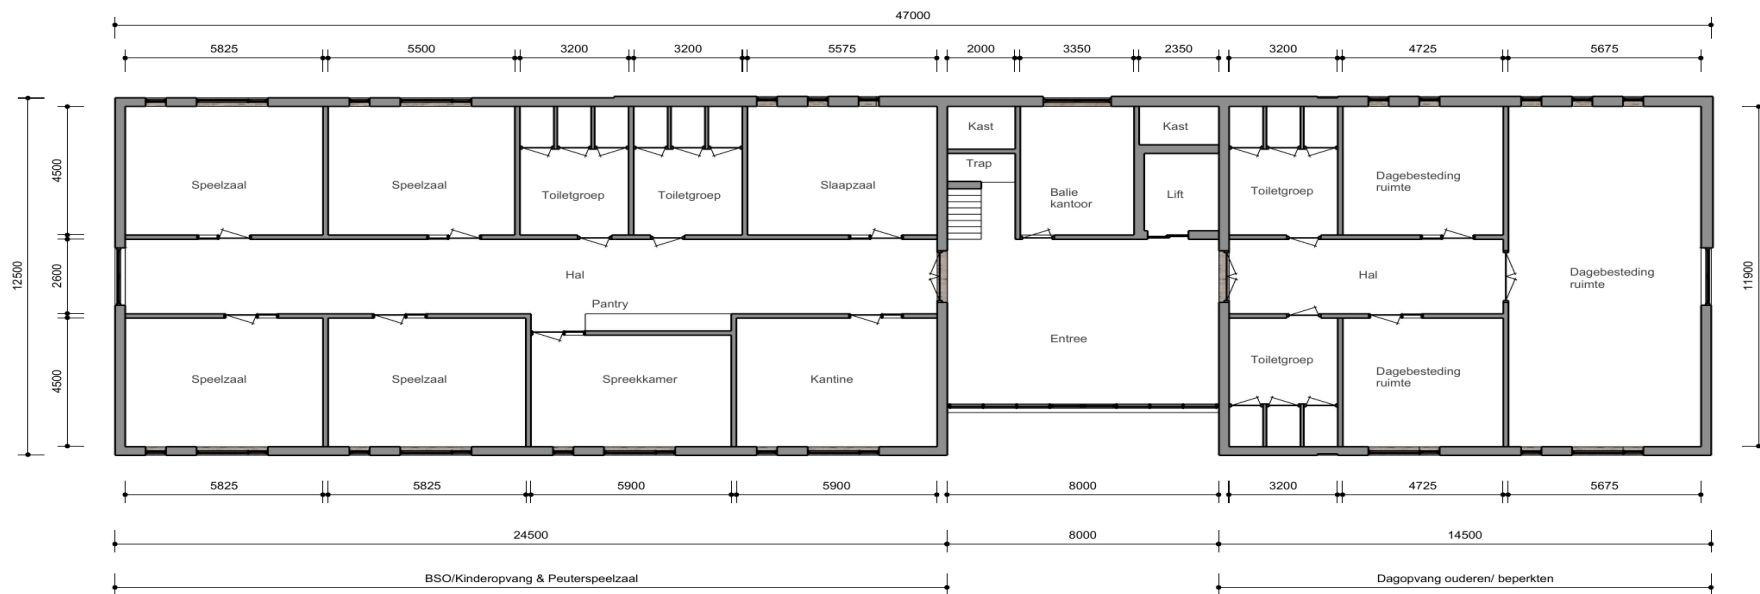 47000
5825 5500 3200 3200 5575 2000 3350 2350 3200 4725 5675
Kast Kast
Trap
4500
Speelzaal Speelzaal Toiletgroep Toiletgroep Slaapzaal Balie
kantoor
Lift Toiletgroep Dagebesteding
ruimte
12500
2600
Hal
Pantry
Hal
Dagebesteding
ruimte
11900
Entree
4500
Speelzaal Speelzaal Spreekkamer Kantine
Toiletgroep
Dagebesteding
ruimte
5825 5825 5900 5900 8000 3200 4725 5675
24500 8000 14500
BSO/Kinderopvang & Peuterspeelzaal Dagopvang ouderen/ beperkten